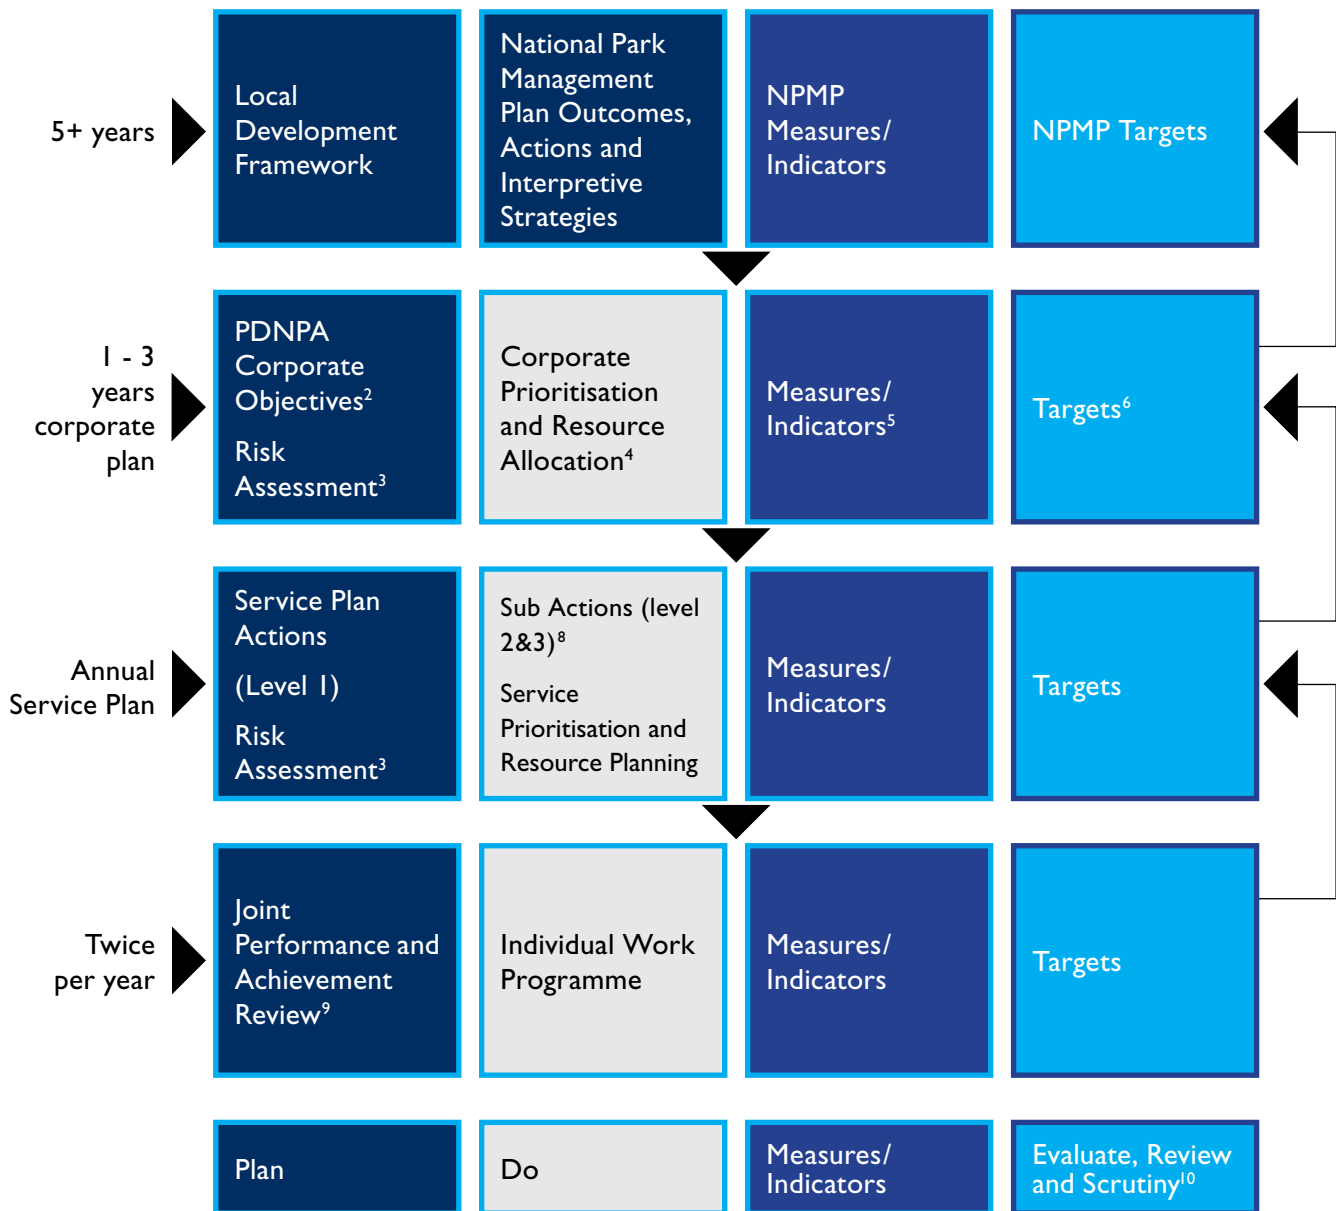 5+ years
Local
Development
Framework
National Park
Management
Plan Outcomes,
Actions and
Interpretive
Strategies
NPMP
Measures/
Indicators
NPMP Targets
1 - 3
years
corporate
plan
PDNPA
Corporate
Objectives²
Risk
Assessment³
Corporate
Prioritisation
and Resource
Allocation⁴
Measures/
Indicators⁵
Targets⁶
Annual
Service Plan
Service Plan
Actions
(Level 1)
Risk
Assessment³
Sub Actions (level
2&3)⁸
Service
Prioritisation and
Resource Planning
Measures/
Indicators
Targets
Twice
per year
Joint
Performance and
Achievement
Review⁹
Individual Work
Programme
Measures/
Indicators
Targets
Plan
Do
Measures/
Indicators
Evaluate, Review
and Scrutiny¹⁰